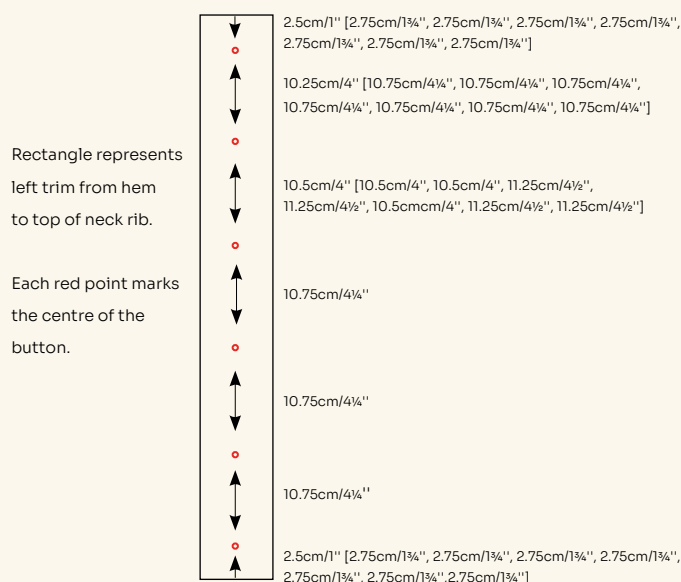 2.5cm/1'' [2.75cm/1¾'', 2.75cm/1¾'', 2.75cm/1¾'', 2.75cm/1¾'',
2.75cm/1¾'', 2.75cm/1¾'', 2.75cm/1¾'']
10.25cm/4'' [10.75cm/4¼'', 10.75cm/4¼'', 10.75cm/4¼'',
10.75cm/4¼'', 10.75cm/4¼'', 10.75cm/4¼'', 10.75cm/4¼'']
Rectangle represents
left trim from hem
to top of neck rib.
10.5cm/4'' [10.5cm/4'', 10.5cm/4'', 11.25cm/4½'',
11.25cm/4½'', 10.5cmcm/4'', 11.25cm/4½'', 11.25cm/4½'']
Each red point marks
the centre of the
button.
10.75cm/4¼''
10.75cm/4¼''
10.75cm/4¼''
2.5cm/1'' [2.75cm/1¾'', 2.75cm/1¾'', 2.75cm/1¾'', 2.75cm/1¾'',
2.75cm/1¾'', 2.75cm/1¾'',2.75cm/1¾'']